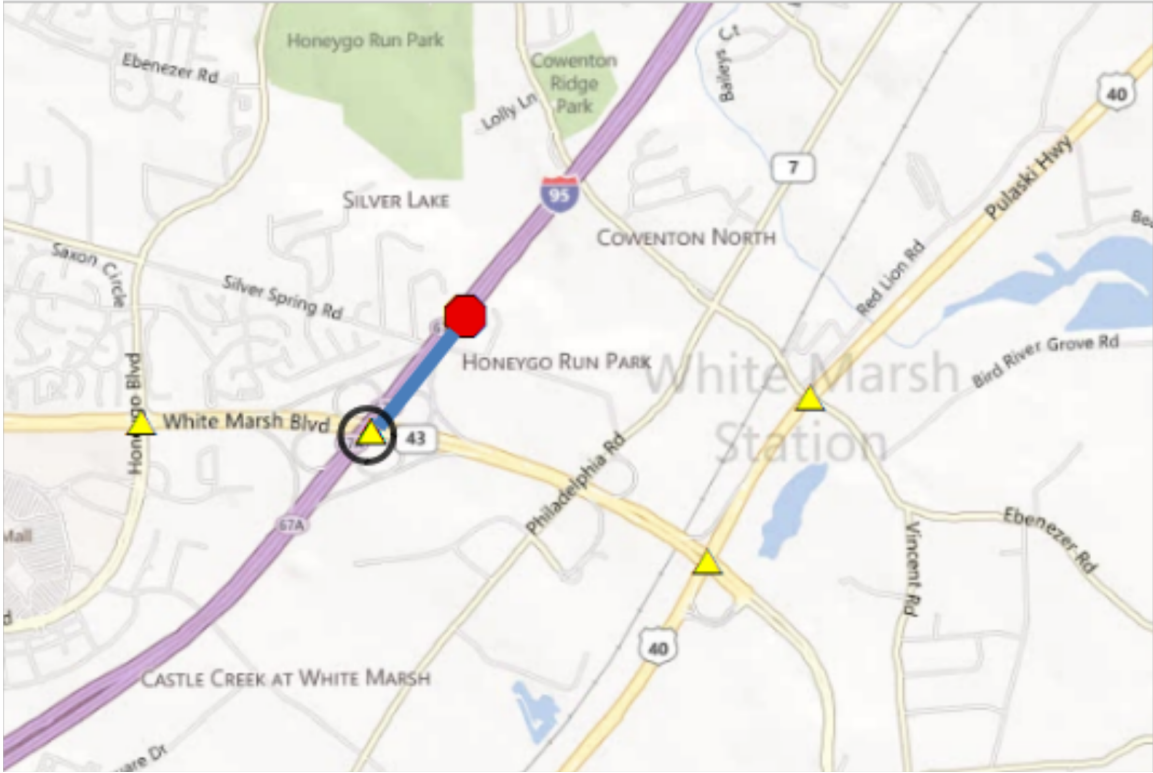 Honeygo Run Park
Ebenezer Rd
Cowenton
Ridge
Park
Lolly Ln
Baileys Ct
40
7
Pulaski Hwy
95
SILVER LAKE
COWENTON NORTH
Saxon Circle
Silver Spring Rd
Red Lion Rd
Bird River Grove Rd
HONEYGO RUN PARK
White Marsh
Station
Honeygo Blvd
White Marsh Blvd
43
Philadelphia Rd
67A
Mall
Vincent Rd
Ebenezer Rd
40
CASTLE CREEK AT WHITE MARSH